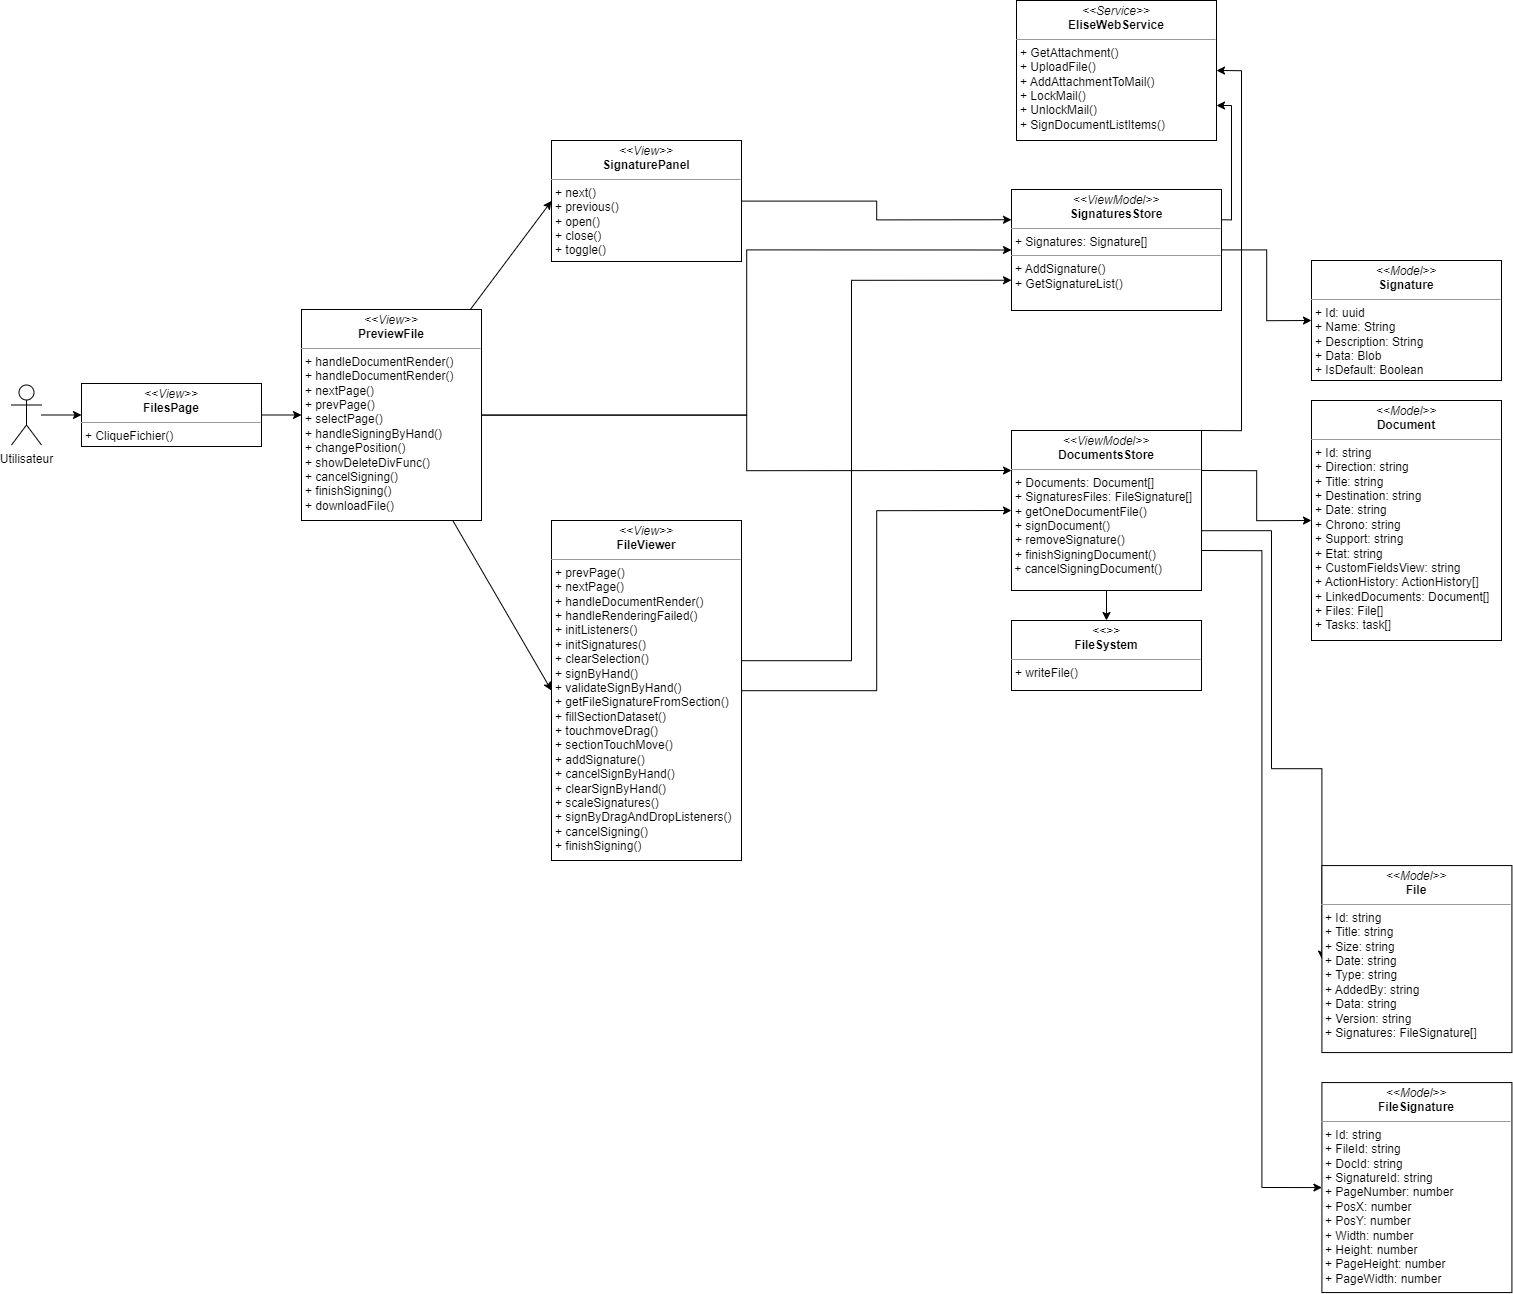 <<Service>>
EliseWebService
+ GetAttachment()
+ UploadFile()
+ AddAttachmentToMail()
+ LockMail()
+ UnlockMail()
+ SignDocumentListItems()
<<View>>
SignaturePanel
+ next()
+ previous()
+ open()
+ close()
+ toggle()
<<ViewModel>>
SignaturesStore
+ Signatures: Signature[]
+ AddSignature()
+ GetSignatureList()
<<Model>>
Signature
+ Id: uuid
+ Name: String
+ Description: String
+ Data: Blob
+ IsDefault: Boolean
<<View>>
PreviewFile
+ handleDocumentRender()
+ handleDocumentRender()
+ nextPage()
+ prevPage()
+ selectPage()
+ handleSigningByHand()
+ changePosition()
+ showDeleteDivFunc()
+ cancelSigning()
+ finishSigning()
+ downloadFile()
<<View>>
FilesPage
+ CliqueFichier()
Utilisateur
<<ViewModel>>
DocumentsStore
+ Documents: Document[]
+ SignaturesFiles: FileSignature[]
+ getOneDocumentFile()
+ signDocument()
+ removeSignature()
+ finishSigningDocument()
+ cancelSigningDocument()
<<Model>>
Document
+ Id: string
+ Direction: string
+ Title: string
+ Destination: string
+ Date: string
+ Chrono: string
+ Support: string
+ Etat: string
+ CustomFieldsView: string
+ ActionHistory: ActionHistory[]
+ LinkedDocuments: Document[]
+ Files: File[]
+ Tasks: task[]
<<View>>
FileViewer
+ prevPage()
+ nextPage()
+ handleDocumentRender()
+ handleRenderingFailed()
+ initListeners()
+ initSignatures()
+ clearSelection()
+ signByHand()
+ validateSignByHand()
+ getFileSignatureFromSection()
+ fillSectionDataset()
+ touchmoveDrag()
+ sectionTouchMove()
+ addSignature()
+ cancelSignByHand()
+ clearSignByHand()
+ scaleSignatures()
+ signByDragAndDropListeners()
+ cancelSigning()
+ finishSigning()
<<>>
FileSystem
+ writeFile()
<<Model>>
File
+ Id: string
+ Title: string
+ Size: string
+ Date: string
+ Type: string
+ AddedBy: string
+ Data: string
+ Version: string
+ Signatures: FileSignature[]
<<Model>>
FileSignature
+ Id: string
+ FileId: string
+ DocId: string
+ SignatureId: string
+ PageNumber: number
+ PosX: number
+ PosY: number
+ Width: number
+ Height: number
+ PageHeight: number
+ PageWidth: number